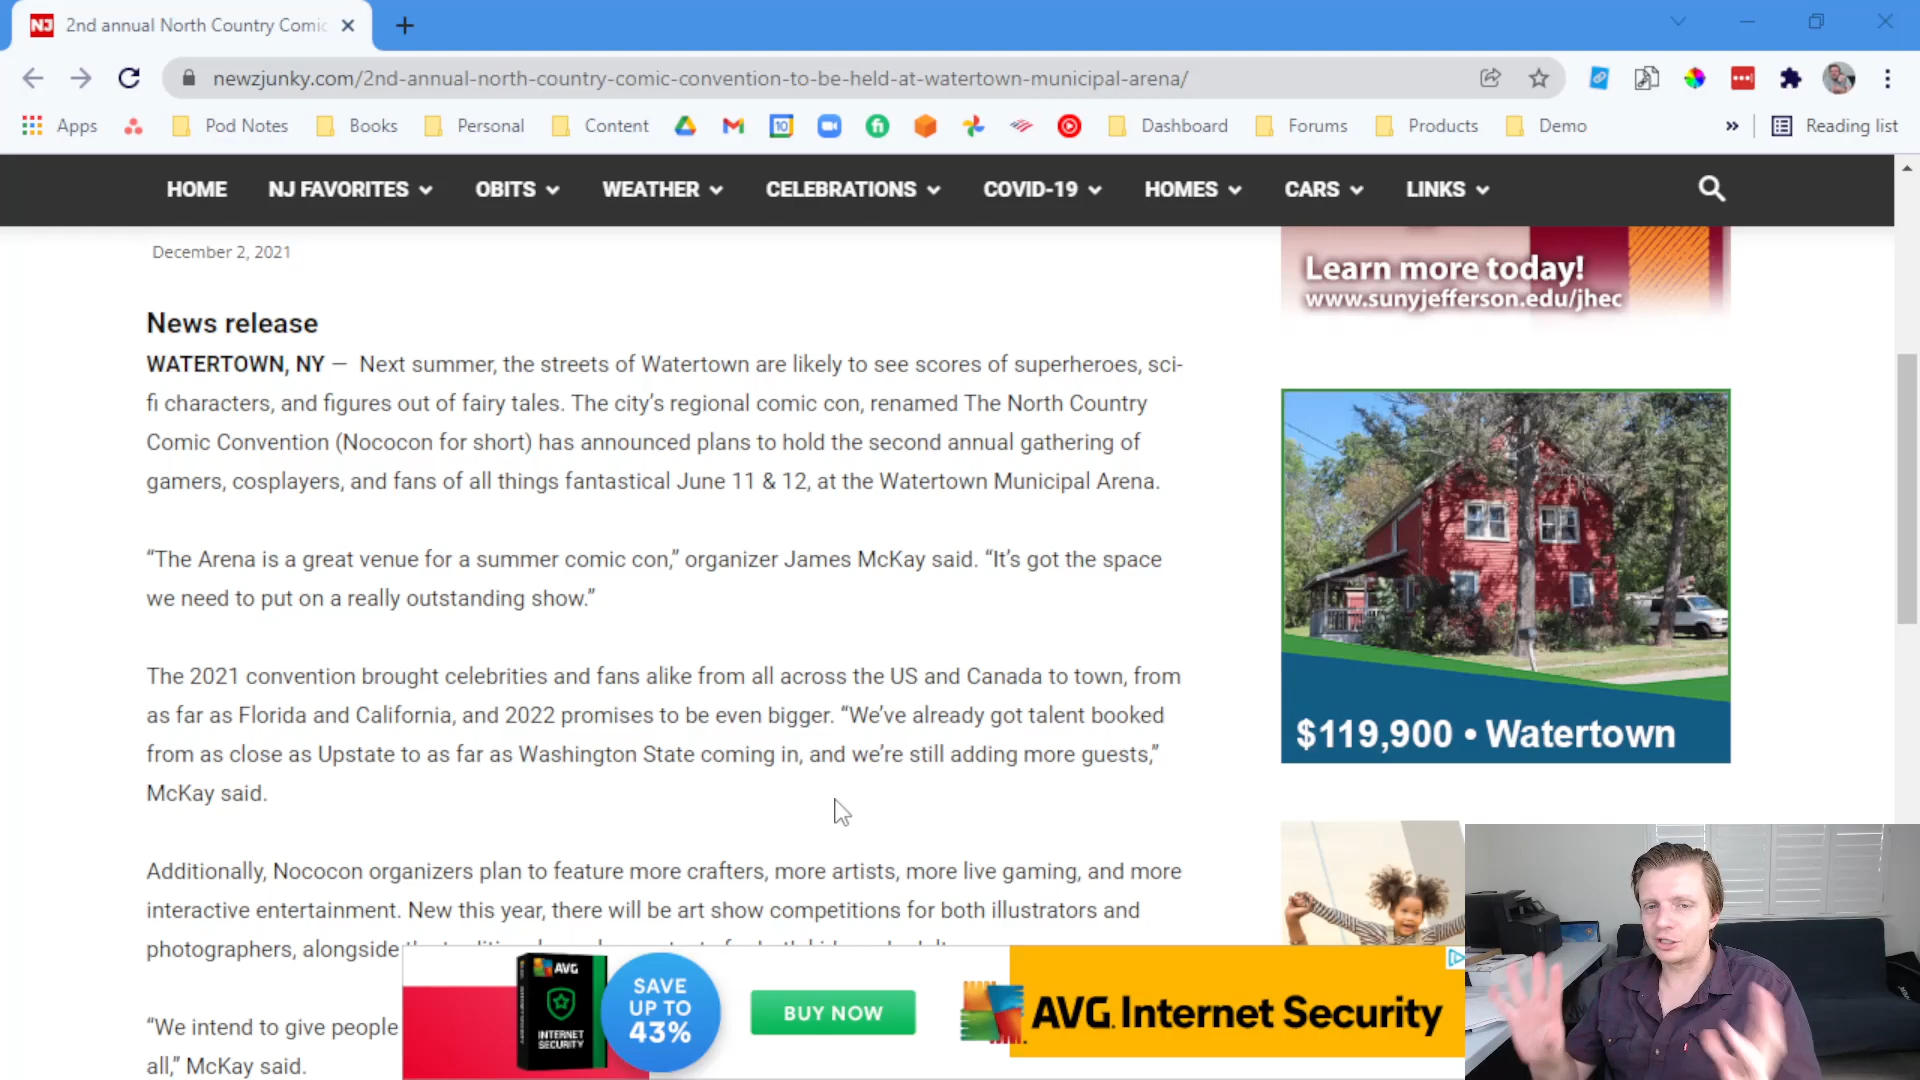 NJ 2nd annual North Country Comic
newzjunky.com/2nd-annual-north-country-comic-convention-to-be-held-at-watertown-municipal-arena/
Apps Pod Notes Books Personal Content 10 fi Dashboard Forums Products Demo » Reading list
HOME NJ FAVORITES OBITS WEATHER CELEBRATIONS COVID-19 HOMES CARS LINKS
December 2, 2021
News release
WATERTOWN, NY — Next summer, the streets of Watertown are likely to see scores of superheroes, sci-
fi characters, and figures out of fairy tales. The city’s regional comic con, renamed The North Country
Comic Convention (Nococon for short) has announced plans to hold the second annual gathering of
gamers, cosplayers, and fans of all things fantastical June 11 & 12, at the Watertown Municipal Arena.
“The Arena is a great venue for a summer comic con,” organizer James McKay said. “It’s got the space
we need to put on a really outstanding show.”
The 2021 convention brought celebrities and fans alike from all across the US and Canada to town, from
as far as Florida and California, and 2022 promises to be even bigger. “We’ve already got talent booked
from as close as Upstate to as far as Washington State coming in, and we’re still adding more guests,”
McKay said.
Additionally, Nococon organizers plan to feature more crafters, more artists, more live gaming, and more
interactive entertainment. New this year, there will be art show competitions for both illustrators and
photographers, alongside
“We intend to give people
all,” McKay said.
Learn more today!
www.sunyjefferson.edu/jhec
$119,900 • Watertown
AVG
INTERNET
SECURITY
SAVE
UP TO
43%
BUY NOW
AVG. Internet Security